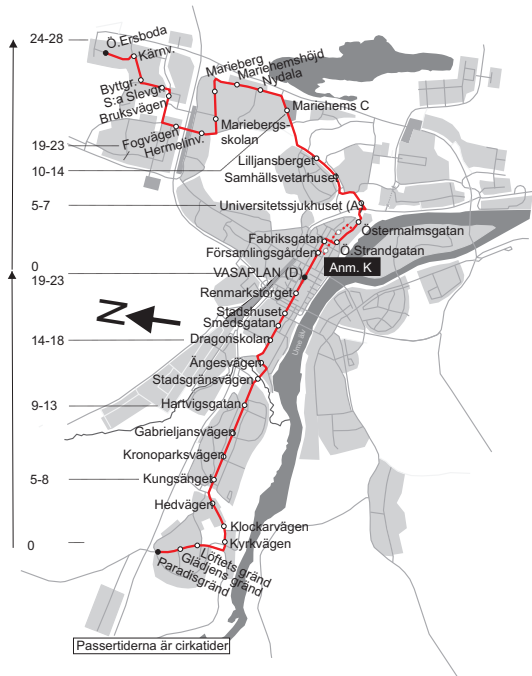 Ö.Ersboda
24-28
Kärnv.
Marieberg
Mariehemshöjd
Nydala
Byttgr.
S:a Slevgr.
Bruksvägen
Mariehems C
Fogvägen
Hermelinv.
Mariebergs-
skolan
19-23
Lilljansberget
10-14
Samhällsvetarhuset
5-7
Universitetssjukhuset (A)
Östermalmsgatan
Fabriksgatan
Ö.Strandgatan
Församlingsgården
0
Anm. K
VASAPLAN (D)
19-23
Renmarkstorget
N
Stadshuset
Smedsgatan
Ume älv
14-18
Dragonskolan
Ängesvägen
Stadsgränsvägen
9-13
Hartvigsgatan
Gabrieljansvägen
Kronoparksvägen
5-8
Kungsänget
Hedvägen
Klockarvägen
0
Kyrkvägen
Löftets gränd
Glädjens gränd
Paradisgränd
Passertiderna är cirkatider